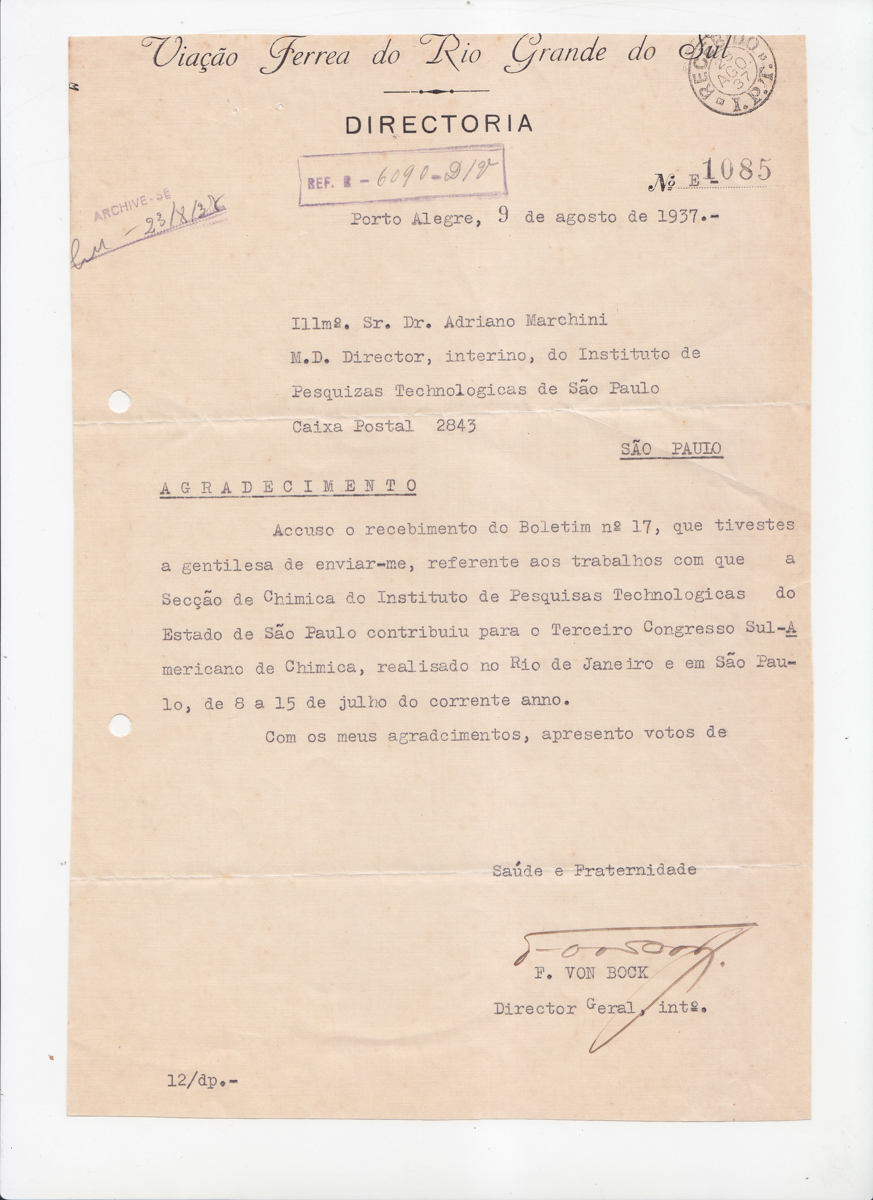 Viação Ferrea do Rio Grande do Sul
DIRECTORIA
RECEBIDO AGO. 37 I.P.T.
REF. R - 6090 - D/V
Nº E-1085
ARCHIVE-SE
Porto Alegre, 9 de agosto de 1937.-
Illmº. Sr. Dr. Adriano Marchini
M.D. Director, interino, do Instituto de
Pesquizas Technologicas de São Paulo
Caixa Postal 2843
SÃO PAULO
AGRADECIMENTO
Accuso o recebimento do Boletim nº 17, que tivestes
a gentilesa de enviar-me, referente aos trabalhos com que a
Secção de Chimica do Instituto de Pesquisas Technologicas do
Estado de São Paulo contribuiu para o Terceiro Congresso Sul-A
mericano de Chimica, realisado no Rio de Janeiro e em São Pau-
lo, de 8 a 15 de julho do corrente anno.
Com os meus agradcimentos, apresento votos de
Saúde e Fraternidade
F. VON BOCK
Director Geral, intº.
12/dp.-